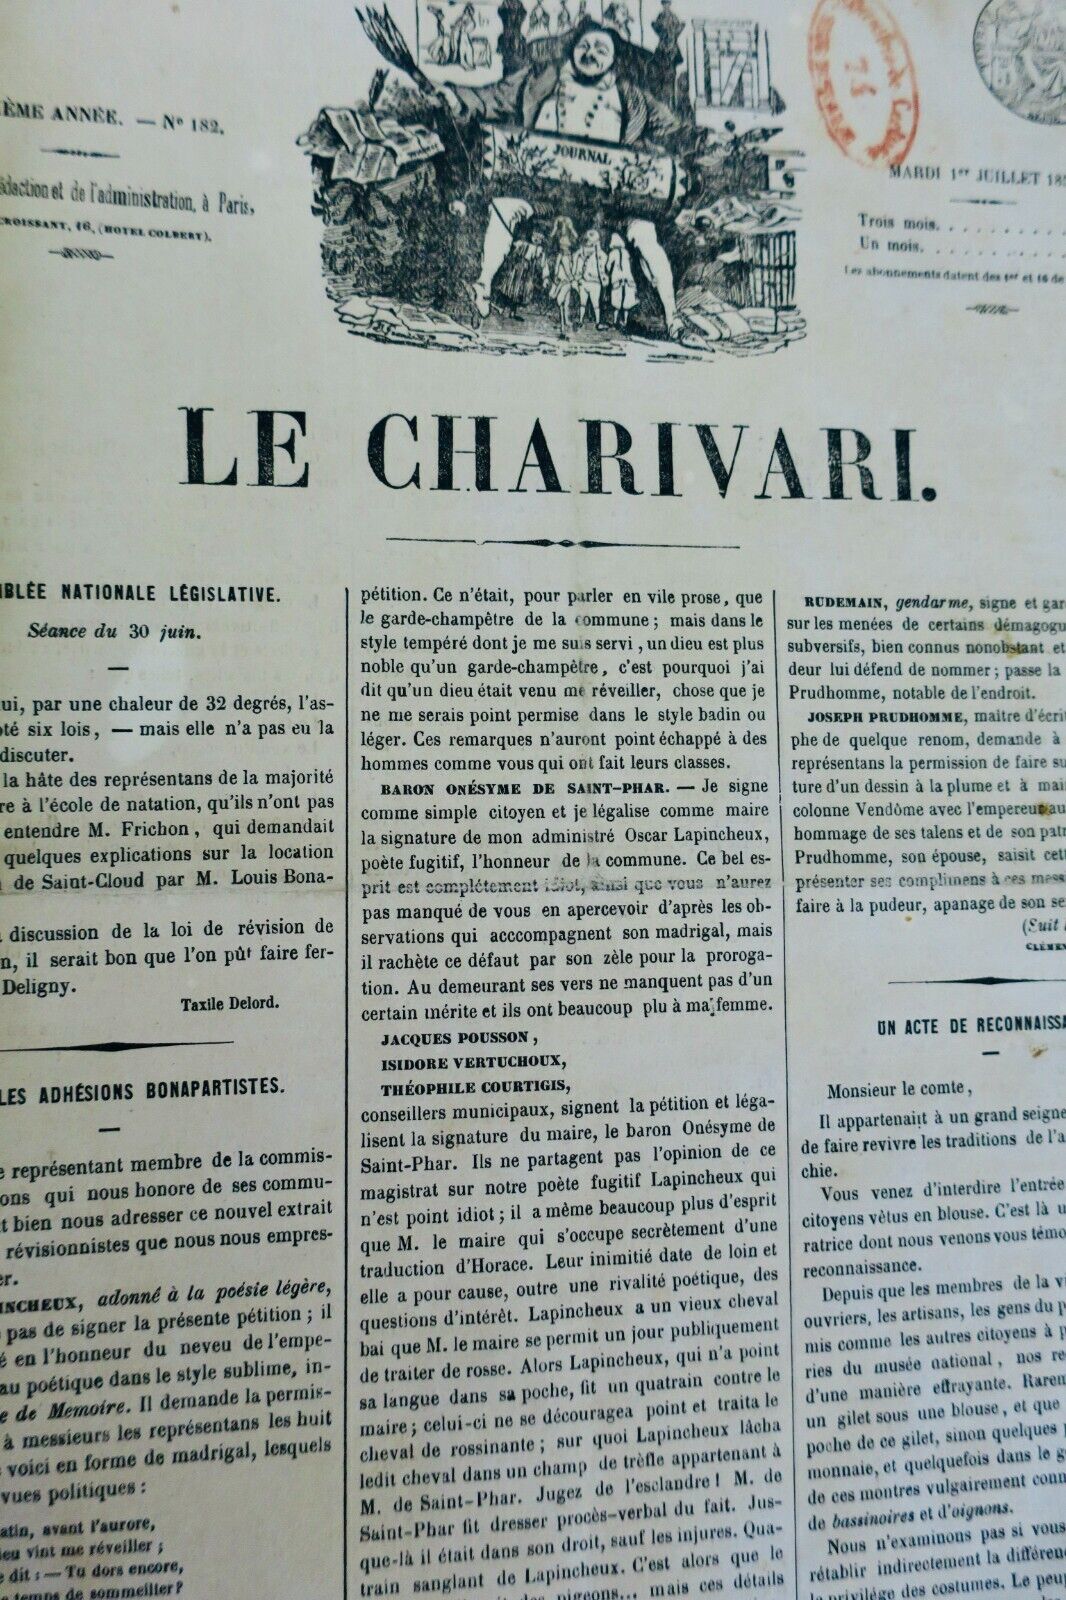 ÈME ANNÉE. — No 182.
et de l'administration, à Paris,
CROISSANT, 16, (HOTEL COLBERT).
JOURNAL
MARDI 1er JUILLET 18
Trois mois.
Un mois.
Les abonnements datent des 1er et 16 de
LE CHARIVARI.
BLÉE NATIONALE LÉGISLATIVE.
Séance du 30 juin.
ui, par une chaleur de 32 degrés, l'as-
té six lois, — mais elle n'a pas eu la
discuter.
la hâte des représentans de la majorité
re à l'école de natation, qu'ils n'ont pas
entendre M. Frichon, qui demandait
quelques explications sur la location
de Saint-Cloud par M. Louis Bona-
discussion de la loi de révision de
n, il serait bon que l'on pût faire fer-
Deligny.
Taxile Delord.
LES ADHÉSIONS BONAPARTISTES.
e représentant membre de la commis-
ons qui nous honore de ses commu-
t bien nous adresser ce nouvel extrait
révisionnistes que nous nous empres-
er.
INCHEUX, adonné à la poésie légère,
pas de signer la présente pétition ; il
é en l'honneur du neveu de l'empe-
au poétique dans le style sublime, in-
e de Memoire. Il demande la permis-
à messieurs les représentans les huit
voici en forme de madrigal, lesquels
vues politiques :
atin, avant l'aurore,
ieu vint me réveiller ;
e dit : — Tu dors encore,
temps de sommeiller ?
pétition. Ce n'était, pour parler en vile prose, que
le garde-champêtre de la commune ; mais dans le
style tempéré dont je me suis servi, un dieu est plus
noble qu'un garde-champêtre, c'est pourquoi j'ai
dit qu'un dieu était venu me réveiller, chose que je
ne me serais point permise dans le style badin ou
léger. Ces remarques n'auront point échappé à des
hommes comme vous qui ont fait leurs classes.
BARON ONÉSYME DE SAINT-PHAR. — Je signe
comme simple citoyen et je légalise comme maire
la signature de mon administré Oscar Lapincheux,
poète fugitif, l'honneur de la commune. Ce bel es-
prit est complétement idiot, ainsi que vous n'aurez
pas manqué de vous en apercevoir d'après les ob-
servations qui acccompagnent son madrigal, mais
il rachète ce défaut par son zèle pour la proroga-
tion. Au demeurant ses vers ne manquent pas d'un
certain mérite et ils ont beaucoup plu à ma femme.
JACQUES POUSSON,
ISIDORE VERTUCHOUX,
THÉOPHILE COURTIGIS,
conseillers municipaux, signent la pétition et léga-
lisent la signature du maire, le baron Onésyme de
Saint-Phar. Ils ne partagent pas l'opinion de ce
magistrat sur notre poète fugitif Lapincheux qui
n'est point idiot ; il a même beaucoup plus d'esprit
que M. le maire qui s'occupe secrètement d'une
traduction d'Horace. Leur inimitié date de loin et
elle a pour cause, outre une rivalité poétique, des
questions d'intérêt. Lapincheux a un vieux cheval
bai que M. le maire se permit un jour publiquement
de traiter de rosse. Alors Lapincheux, qui n'a point
sa langue dans sa poche, fit un quatrain contre le
maire ; celui-ci ne se découragea point et traita le
cheval de rossinante ; sur quoi Lapincheux lâcha
ledit cheval dans un champ de trèfle appartenant à
M. de Saint-Phar. Jugez de l'esclandre ! M. de
Saint-Phar fit dresser procès-verbal du fait. Jus-
que-là il était dans son droit, sauf les injures. Qua-
train sanglant de Lapincheux. C'est alors que le
pigeons... mais ces détails
RUDEMAIN, gendarme, signe et gar
sur les menées de certains démagogu
subversifs, bien connus nonobstant et
deur lui défend de nommer ; passe la
Prudhomme, notable de l'endroit.
JOSEPH PRUDHOMME, maître d'écrit
phe de quelque renom, demande à
représentans la permission de faire su
ture d'un dessin à la plume et à mai
colonne Vendôme avec l'empereur au
hommage de ses talens et de son patr
Prudhomme, son épouse, saisit cett
présenter ses complimens à ces mess
faire à la pudeur, apanage de son se
(Suit
CLÉMEN
UN ACTE DE RECONNAISSA
Monsieur le comte,
Il appartenait à un grand seigne
de faire revivre les traditions de l'a
chie.
Vous venez d'interdire l'entrée
citoyens vêtus en blouse. C'est là u
ratrice dont nous venons vous témo
reconnaissance.
Depuis que les membres de la v
ouvriers, les artisans, les gens du p
mis comme les autres citoyens à p
ries du musée national, nos re
d'une manière effrayante. Rarem
un gilet sous une blouse, et que
poche de ce gilet, sinon quelques
monnaie, et quelquefois dans le g
de ces montres vulgairement conn
de bassinoires et d'oignons.
Nous n'examinons pas si vous
rétablir indirectement la différen
le privilége des costumes. Le peup